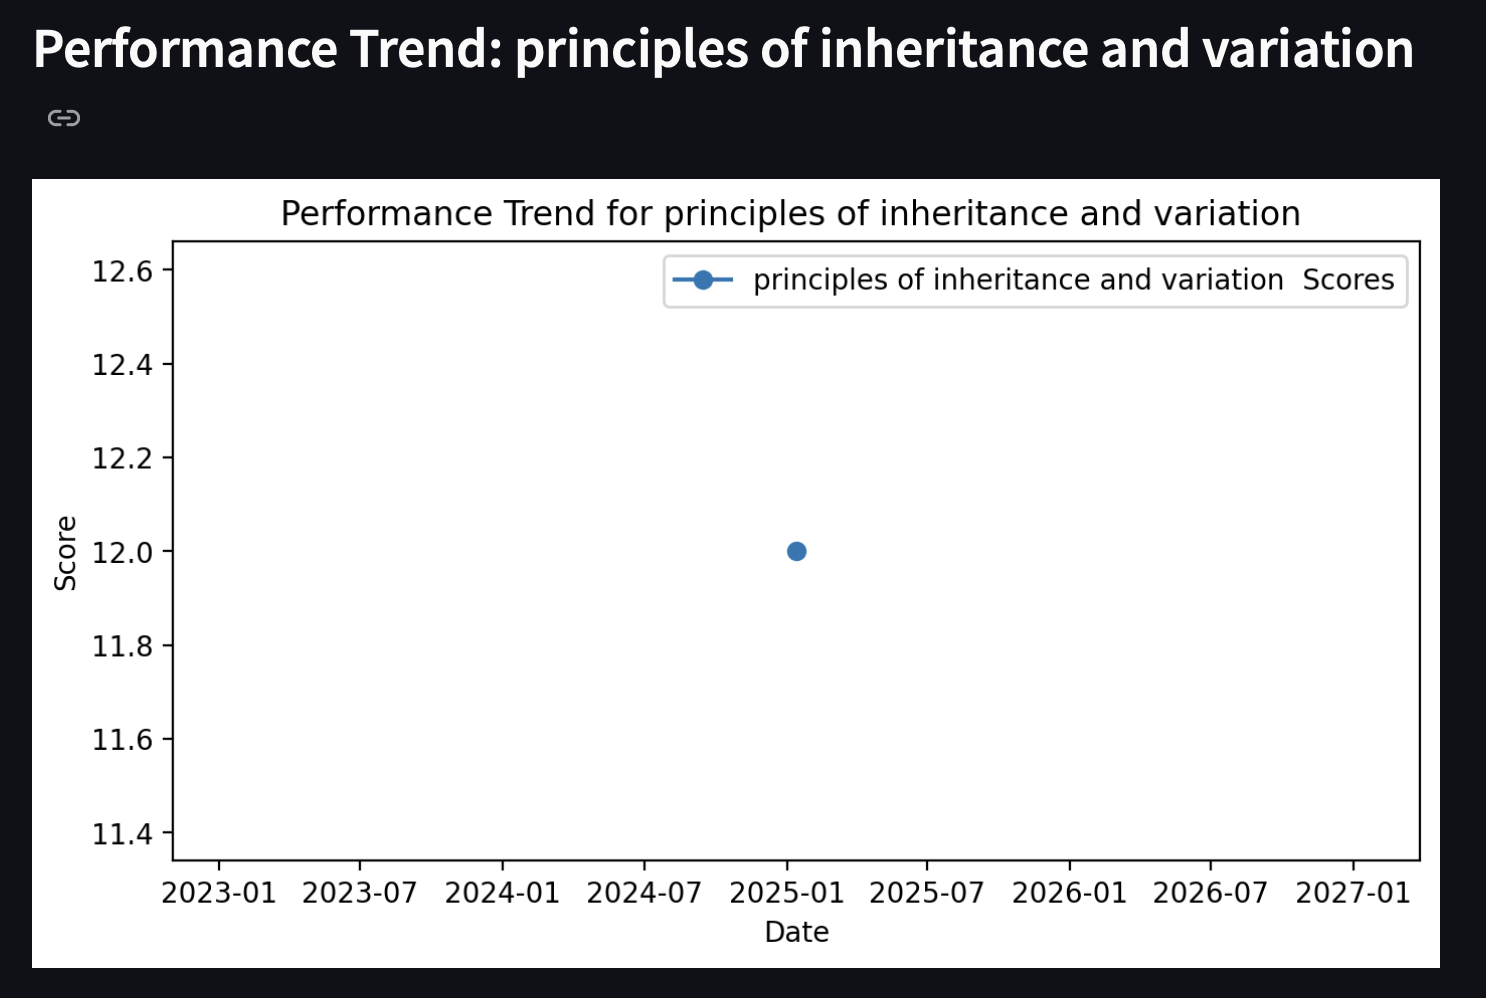 Performance Trend: principles of inheritance and variation
Performance Trend for principles of inheritance and variation
principles of inheritance and variation  Scores
12.6
12.4
12.2
12.0
11.8
11.6
11.4
Score
2023-01 2023-07 2024-01 2024-07 2025-01 2025-07 2026-01 2026-07 2027-01
Date